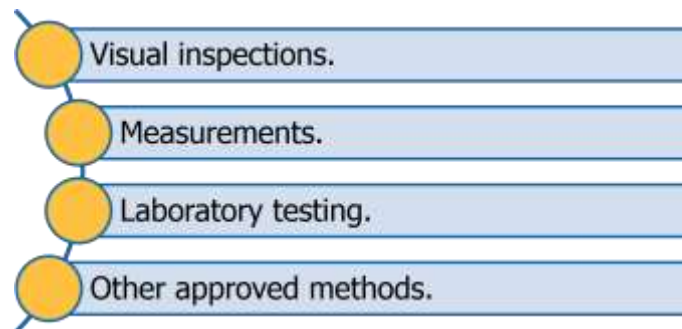 Visual inspections.
Measurements.
Laboratory testing.
Other approved methods.